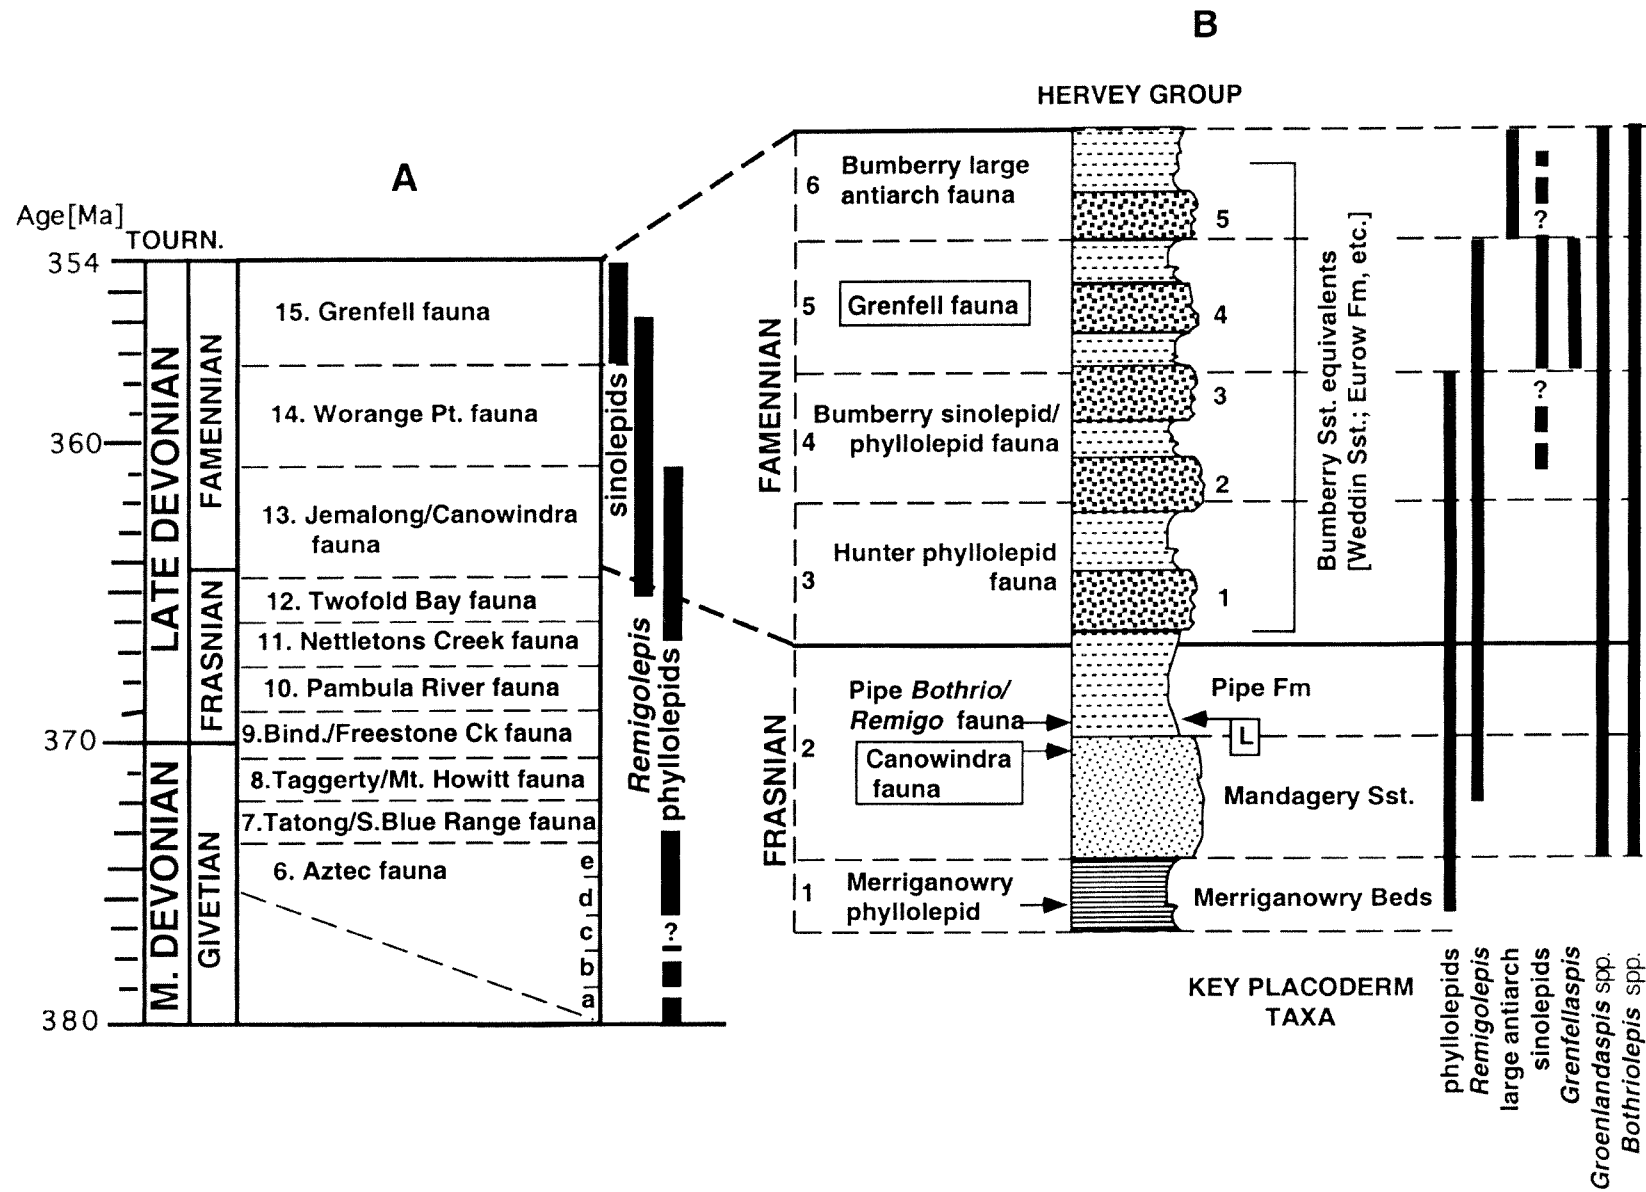 A
Age[Ma]
TOURN.
354
360
370
380
LATE DEVONIAN
M. DEVONIAN
FAMENNIAN
FRASNIAN
GIVETIAN
15. Grenfell fauna
14. Worange Pt. fauna
13. Jemalong/Canowindra
fauna
12. Twofold Bay fauna
11. Nettletons Creek fauna
10. Pambula River fauna
9.Bind./Freestone Ck fauna
8.Taggerty/Mt. Howitt fauna
7.Tatong/S.Blue Range fauna
6. Aztec fauna
e
d
c
b
a
sinolepids
Remigolepis
phyllolepids
?
B
HERVEY GROUP
FAMENNIAN
FRASNIAN
6 Bumberry large
antiarch fauna
5 Grenfell fauna
4 Bumberry sinolepid/
phyllolepid fauna
3 Hunter phyllolepid
fauna
2 Pipe Bothrio/
Remigo fauna
Canowindra
fauna
1 Merriganowry
phyllolepid
5
4
3
2
1
Bumberry Sst. equivalents
[Weddin Sst.; Eurow Fm, etc.]
Pipe Fm
L
Mandagery Sst.
Merriganowry Beds
?
?
KEY PLACODERM
TAXA
phyllolepids
Remigolepis
large antiarch
sinolepids
Grenfellaspis
Groenlandaspis spp.
Bothriolepis spp.